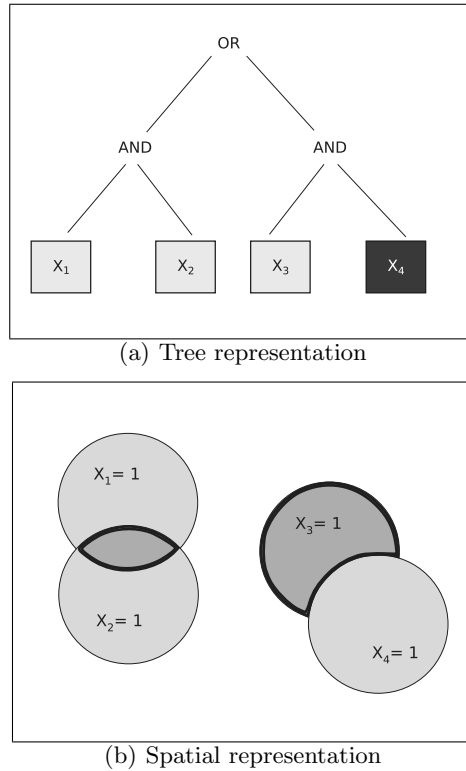 OR
AND AND
X₁ X₂ X₃ X₄
(a) Tree representation
X₁= 1
X₃= 1
X₂= 1
X₄= 1
(b) Spatial representation